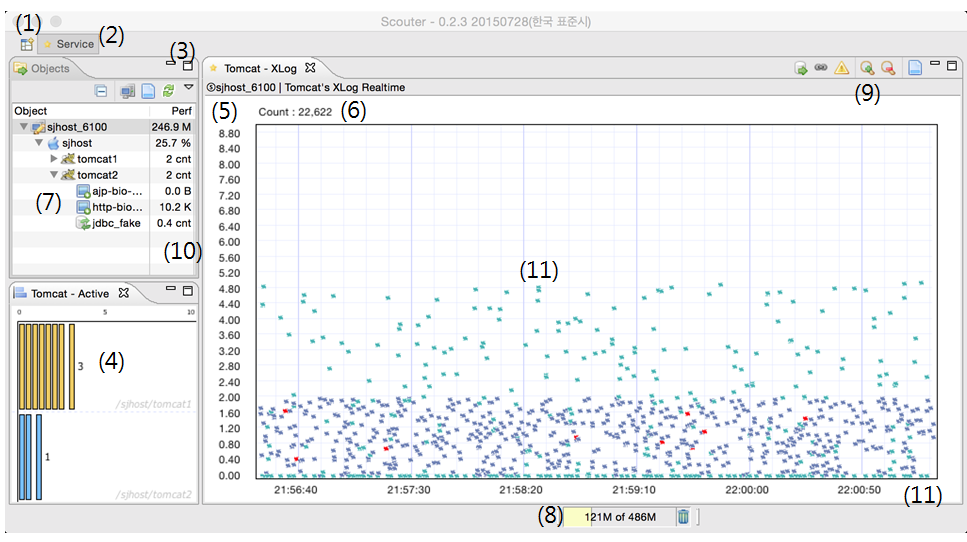 Scouter - 0.2.3 20150728(한국 표준시)
(1)
Service
(2)
(3)
Objects
Object Perf
sjhost_6100 246.9 M
sjhost 25.7 %
tomcat1 2 cnt
tomcat2 2 cnt
ajp-bio-... 0.0 B
http-bio... 10.2 K
jdbc_fake 0.4 cnt
(7)
(10)
Tomcat - Active
0 5 10
3
(4)
/sjhost/tomcat1
1
/sjhost/tomcat2
Tomcat - XLog
ⓢsjhost_6100 | Tomcat's XLog Realtime
(9)
(5)
Count : 22,622
(6)
8.80
8.40
8.00
7.60
7.20
6.80
6.40
6.00
5.60
5.20
4.80
4.40
4.00
3.60
3.20
2.80
2.40
2.00
1.60
1.20
0.80
0.40
0.00
(11)
21:56:40 21:57:30 21:58:20 21:59:10 22:00:00 22:00:50
(11)
(8)
121M of 486M